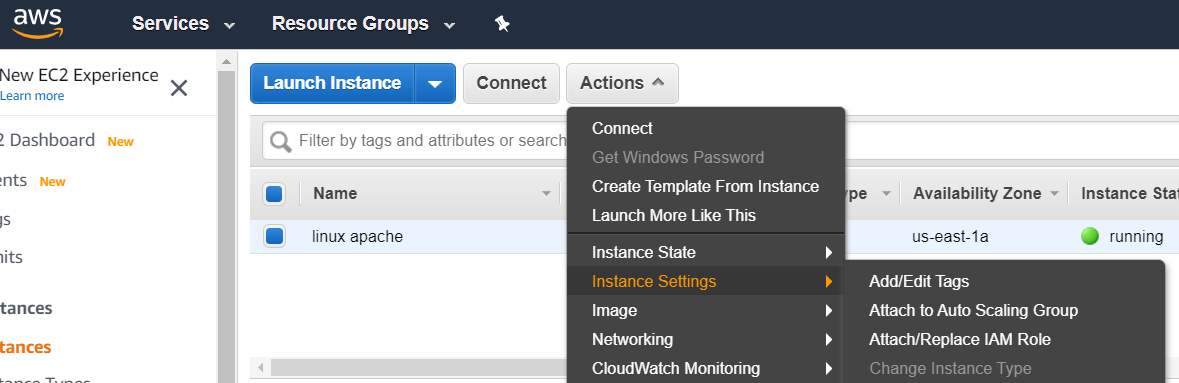 aws Services Resource Groups
New EC2 Experience
Learn more
Launch Instance Connect Actions
2 Dashboard New
ents New
gs
nits
tances
tances
Instance Types
Filter by tags and attributes or search
Name ype Availability Zone Instance Stat
linux apache us-east-1a running
Connect
Get Windows Password
Create Template From Instance
Launch More Like This
Instance State
Instance Settings
Image
Networking
CloudWatch Monitoring
Add/Edit Tags
Attach to Auto Scaling Group
Attach/Replace IAM Role
Change Instance Type